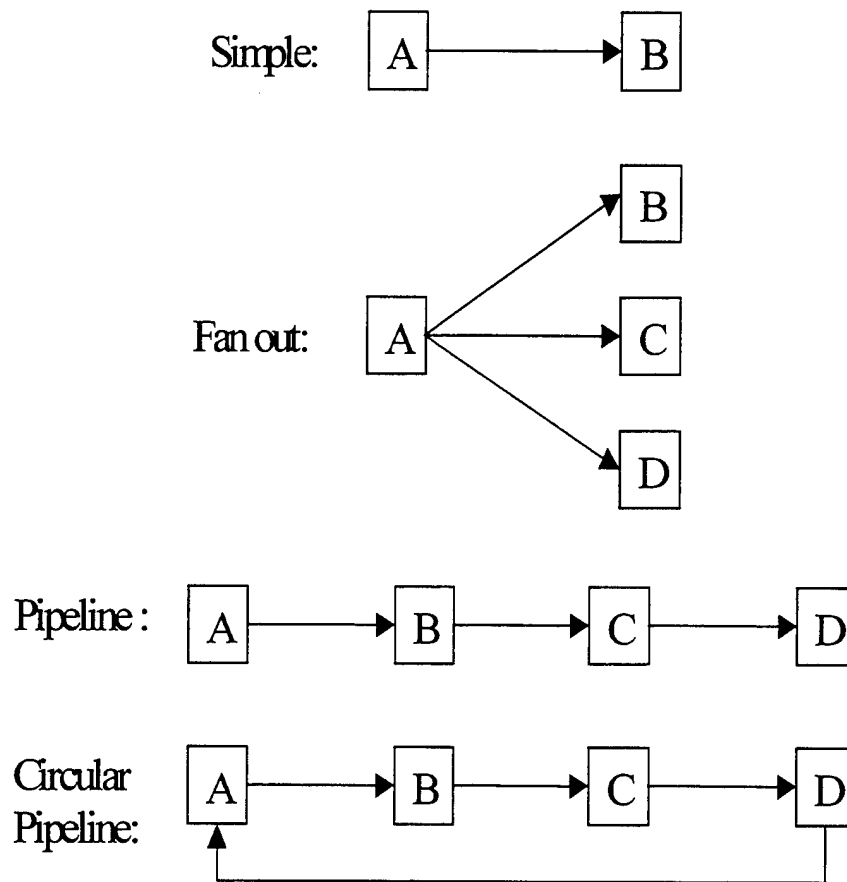 Simple: A B
B
Fan out: A C
D
Pipeline : A B C D
Circular A B C D
Pipeline: